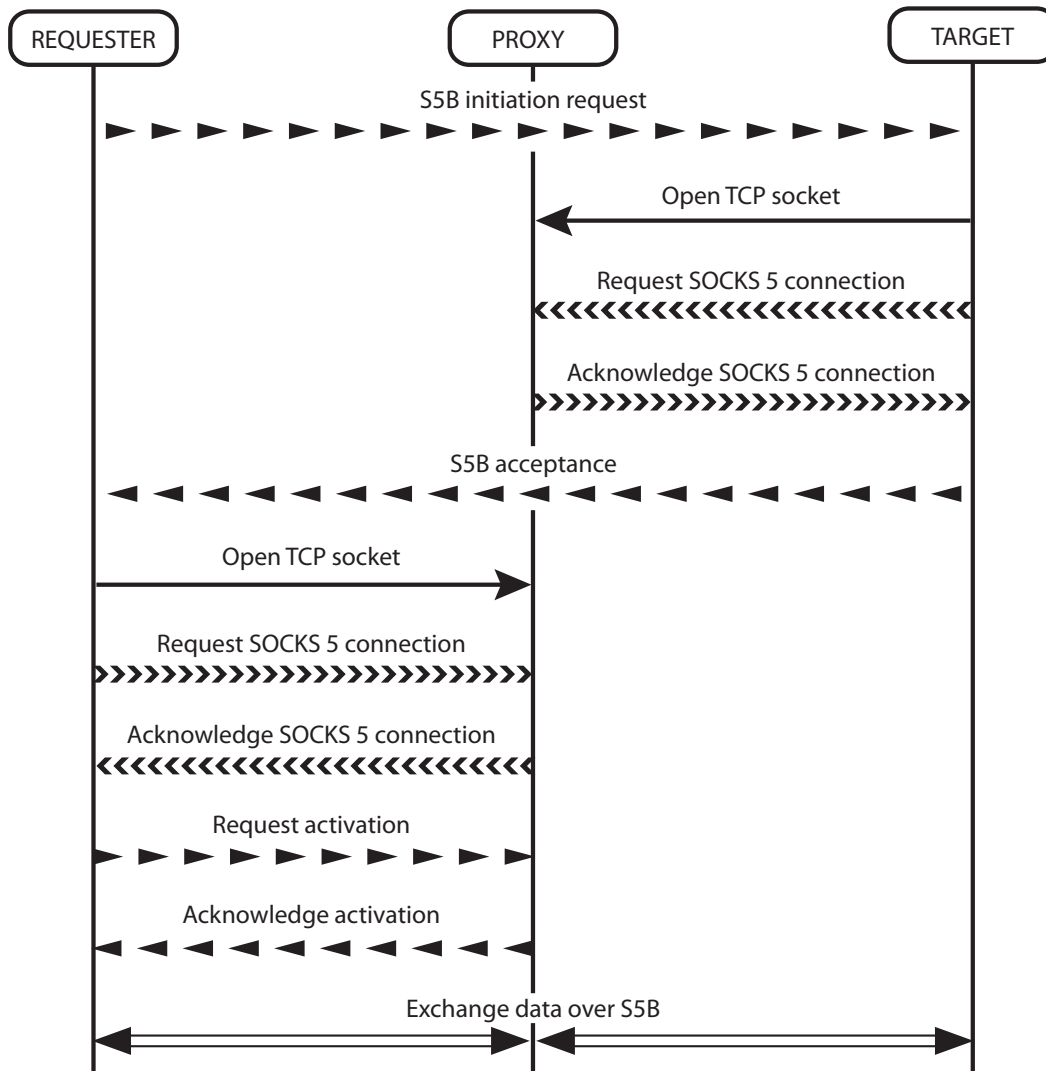 REQUESTER
PROXY
TARGET
S5B initiation request
Open TCP socket
Request SOCKS 5 connection
Acknowledge SOCKS 5 connection
S5B acceptance
Open TCP socket
Request SOCKS 5 connection
Acknowledge SOCKS 5 connection
Request activation
Acknowledge activation
Exchange data over S5B